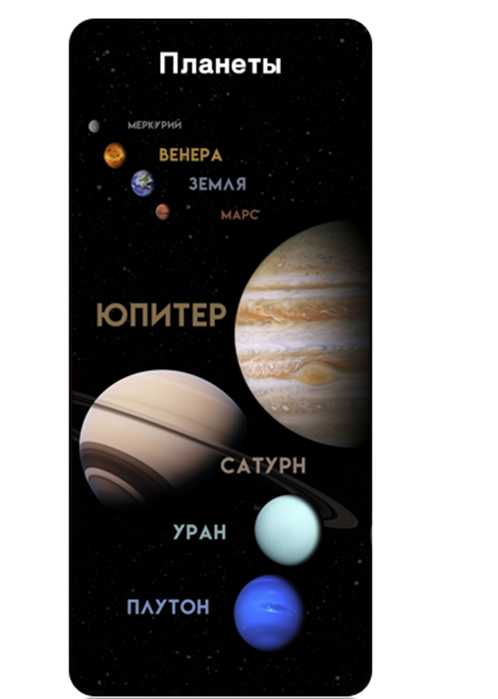 Планеты
МЕРКУРИЙ
ВЕНЕРА
ЗЕМЛЯ
МАРС
ЮПИТЕР
САТУРН
УРАН
ПЛУТОН